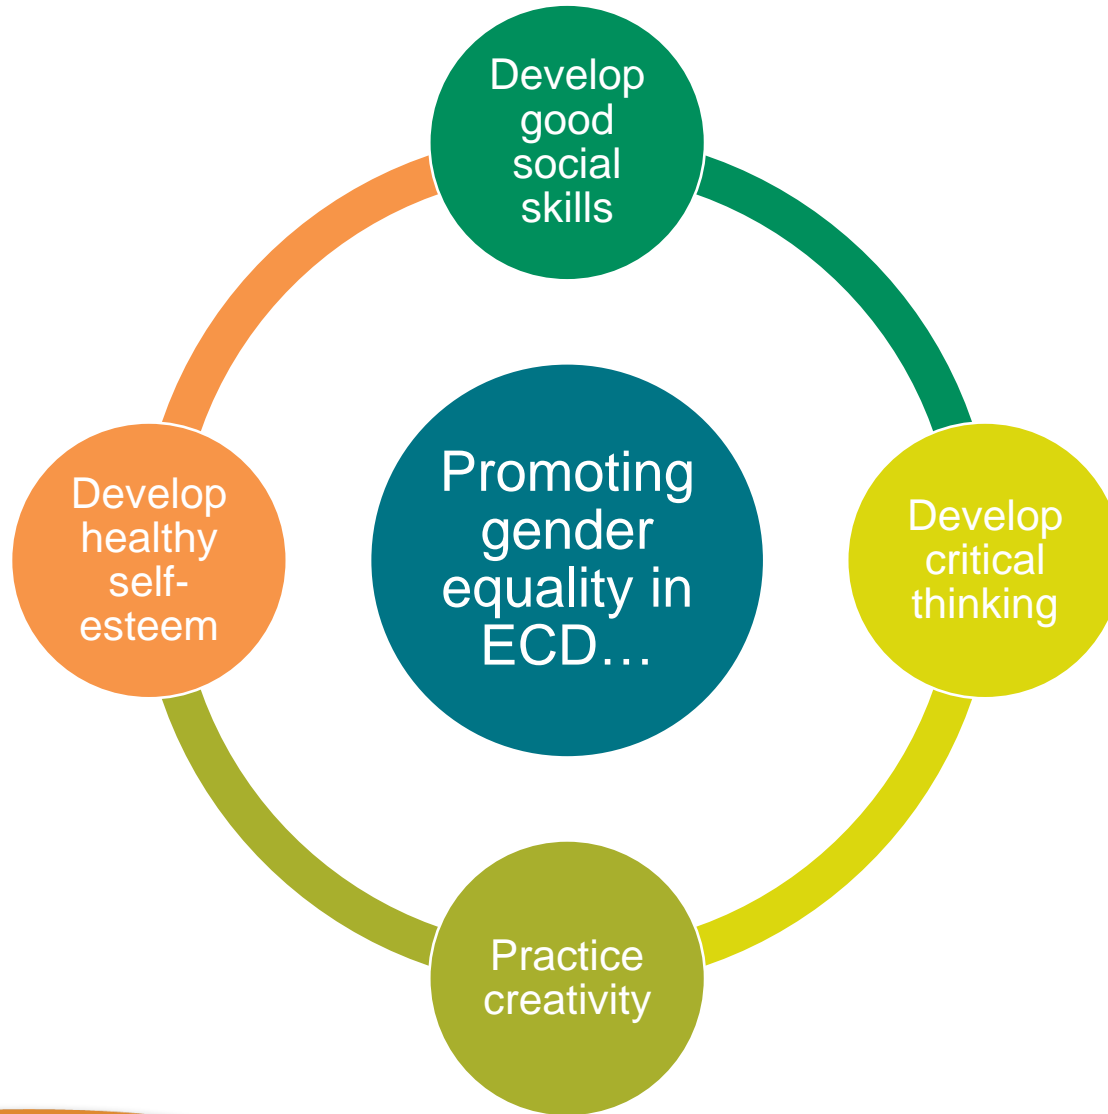 Develop
good
social
skills
Develop
healthy
self-
esteem
Promoting
gender
equality in
ECD…
Develop
critical
thinking
Practice
creativity